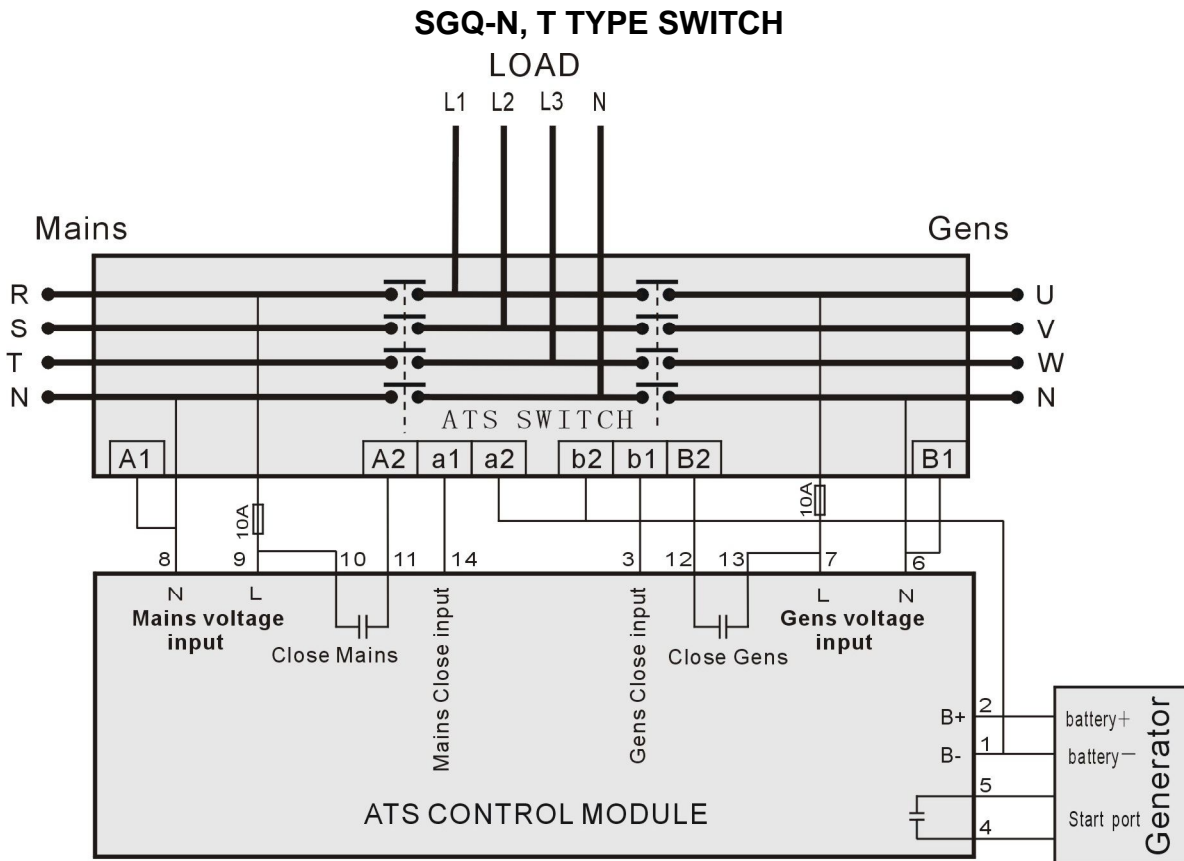 SGQ-N, T TYPE SWITCH
LOAD
L1 L2 L3 N
Mains Gens
R U
S V
T W
N N
ATS SWITCH
A1 A2 a1 a2 b2 b1 B2 B1
10A 10A
8 9 10 11 14 3 12 13 7 6
N L L N
Mains voltage input
Close Mains
Mains Close input
Gens Close input
Close Gens
Gens voltage input
B+ 2 battery+
B- 1 battery−
5
4
Start port
Generator
ATS CONTROL MODULE